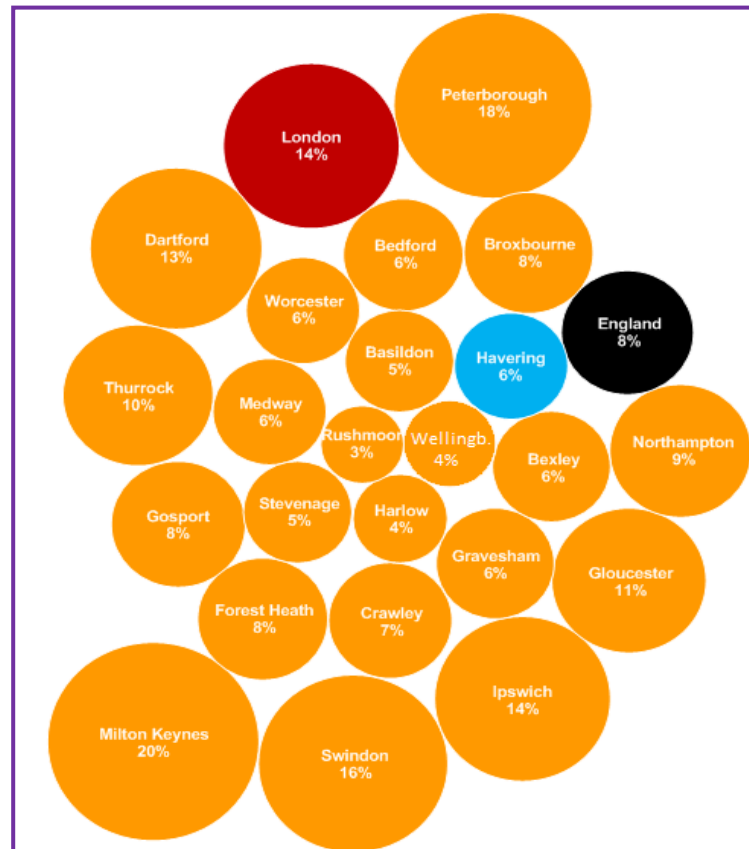 Peterborough
18%
London
14%
Dartford
13%
Bedford
6%
Broxbourne
8%
Worcester
6%
England
8%
Basildon
5%
Havering
6%
Thurrock
10%
Medway
6%
Rushmoor
3%
Wellingb.
4%
Northampton
9%
Bexley
6%
Gosport
8%
Stevenage
5%
Harlow
4%
Gravesham
6%
Gloucester
11%
Forest Heath
8%
Crawley
7%
Ipswich
14%
Milton Keynes
20%
Swindon
16%